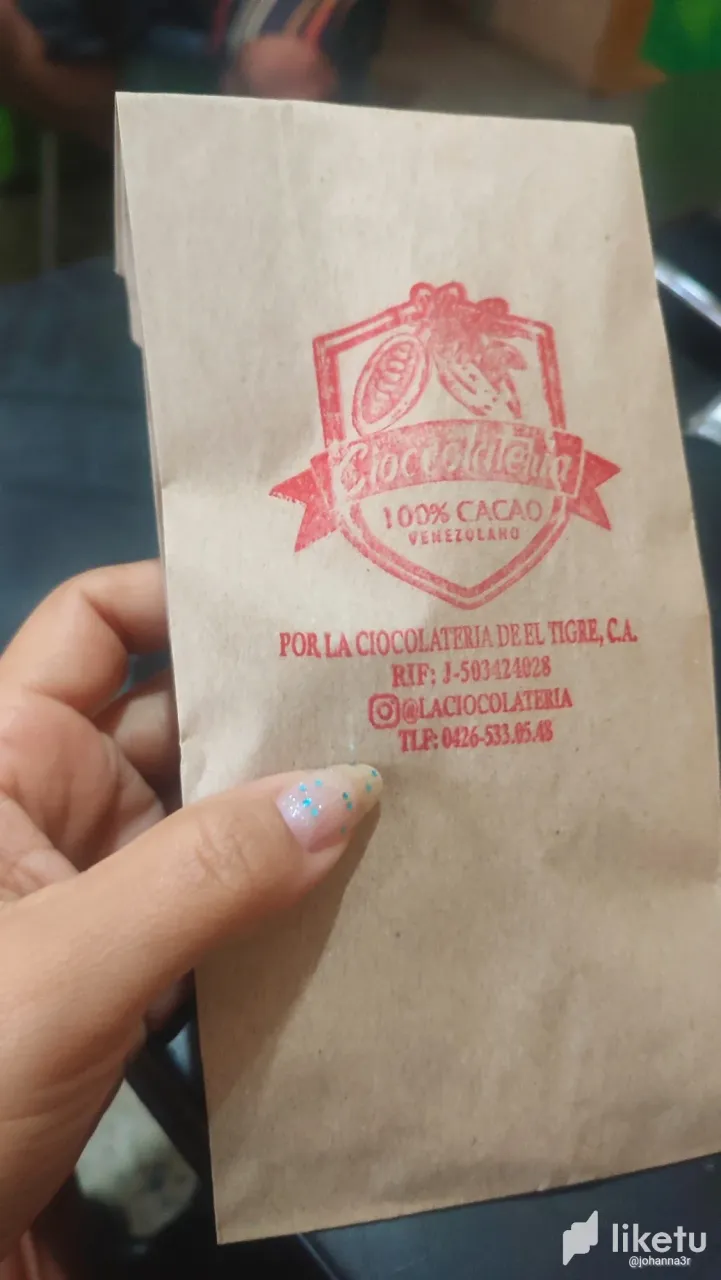 Cioccolateria
100% CACAO
VENEZOLANO
POR LA CIOCOLATERIA DE EL TIGRE, C.A.
RIF: J-503424028
@LACIOCOLATERIA
TLF: 0426-533.05.48
liketu
@johanna3r